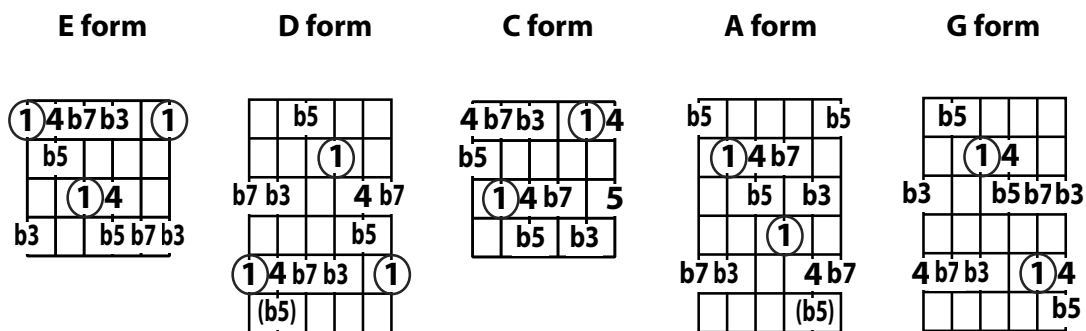 E form
1 4 b7 b3 1
b5
1 4
b3 b5 b7 b3
D form
b5
1
b7 b3 4 b7
b5
1 4 b7 b3 1
(b5)
C form
4 b7 b3 1 4
b5
1 4 b7 5
b5 b3
A form
b5 b5
1 4 b7
b5 b3
1
b7 b3 4 b7
(b5)
G form
b5
1 4
b3 b5 b7 b3
4 b7 b3 1 4
b5